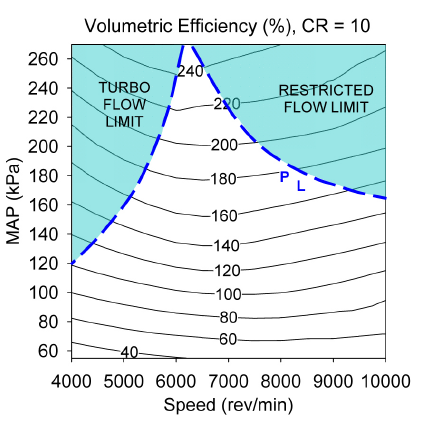 Volumetric Efficiency (%), CR = 10
260
240
220
200
180
160
140
120
100
80
60
MAP (kPa)
TURBO
FLOW
LIMIT
RESTRICTED
FLOW LIMIT
240
220
200
180
P
L
160
140
120
100
80
60
40
4000 5000 6000 7000 8000 9000 10000
Speed (rev/min)